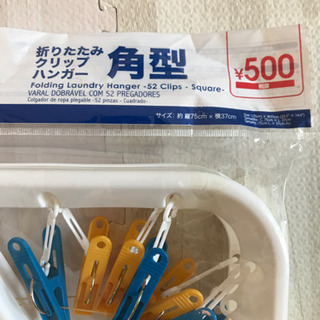 折りたたみ
クリップ
ハンガー
角型
¥500
Folding Laundry Hanger -52 Clips - Square-
VARAL DOBRÁVEL COM 52 PREGADORES
Colgador de ropa plegable -52 pinzas - Cuadrado-
サイズ:約 縦75cm × 横37cm